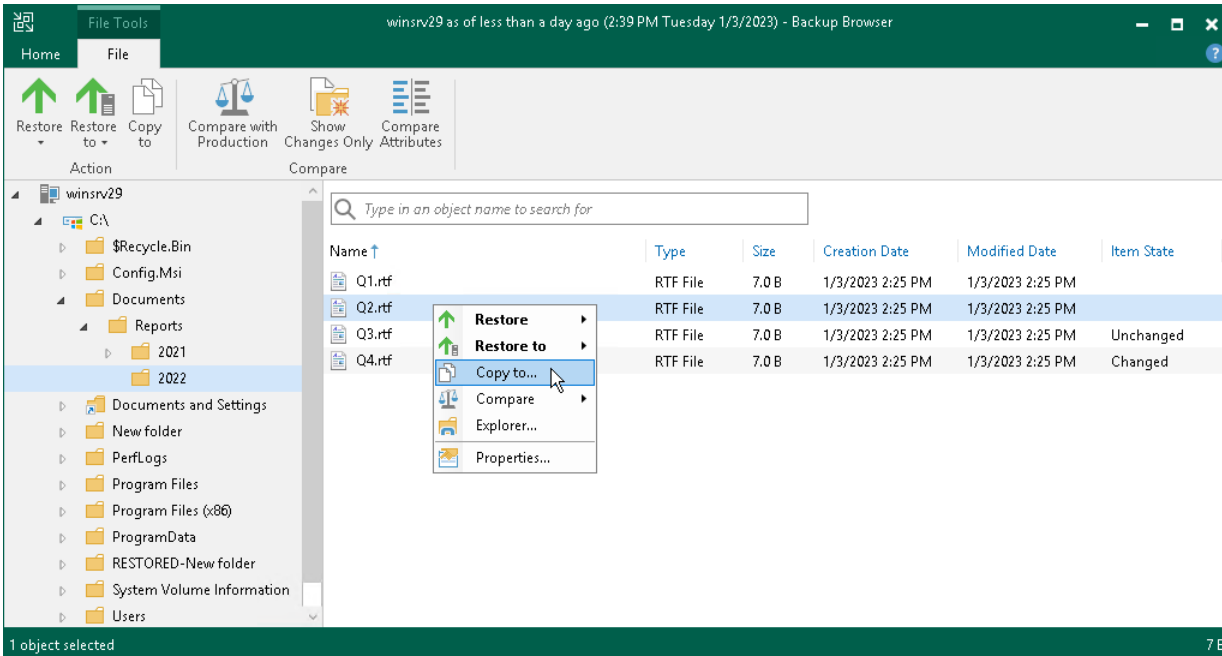 File Tools
winsrv29 as of less than a day ago (2:39 PM Tuesday 1/3/2023) - Backup Browser
Home File
?
Restore Restore to Copy to Compare with Production Show Changes Only Compare Attributes
Action Compare
winsrv29
C:\
$Recycle.Bin
Config.Msi
Documents
Reports
2021
2022
Documents and Settings
New folder
PerfLogs
Program Files
Program Files (x86)
ProgramData
RESTORED-New folder
System Volume Information
Users
Type in an object name to search for
Name Type Size Creation Date Modified Date Item State
Q1.rtf RTF File 7.0 B 1/3/2023 2:25 PM 1/3/2023 2:25 PM
Q2.rtf RTF File 7.0 B 1/3/2023 2:25 PM 1/3/2023 2:25 PM
Q3.rtf RTF File 7.0 B 1/3/2023 2:25 PM 1/3/2023 2:25 PM Unchanged
Q4.rtf RTF File 7.0 B 1/3/2023 2:25 PM 1/3/2023 2:25 PM Changed
Restore
Restore to
Copy to...
Compare
Explorer...
Properties...
1 object selected